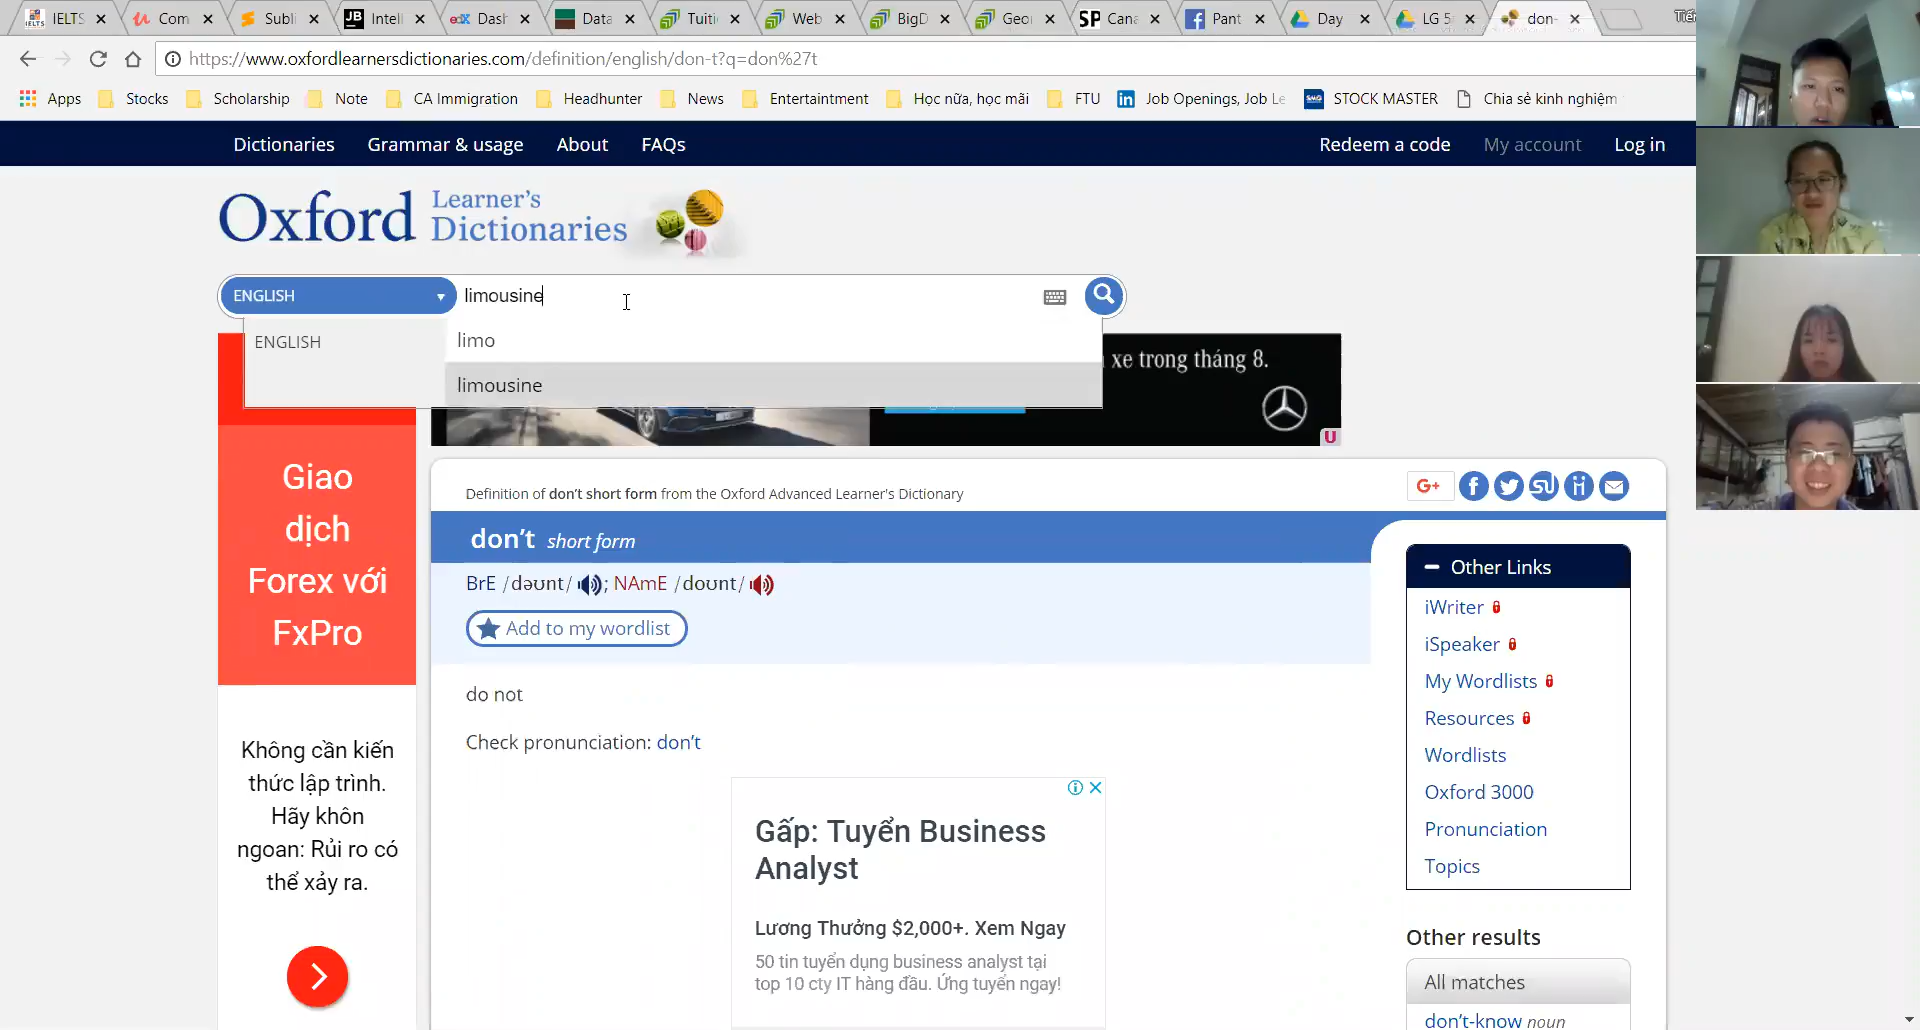 IELTS
Com
Subli
Intell
Dash
Data
Tuiti
Web
BigD
Geo
Cana
Pant
Day
LG 5
don-
https://www.oxfordlearnersdictionaries.com/definition/english/don-t?q=don%27t
Apps Stocks Scholarship Note CA Immigration Headhunter News Entertaintment Học nữa, học mãi FTU Job Openings, Job Le STOCK MASTER Chia sẻ kinh nghiệm
Dictionaries Grammar & usage About FAQs Redeem a code My account Log in
Oxford Learner's Dictionaries
ENGLISH limousine
ENGLISH limo
limousine
xe trong tháng 8.
Giao
dịch
Forex với
FxPro
Không cần kiến
thức lập trình.
Hãy khôn
ngoan: Rủi ro có
thể xảy ra.
Definition of don't short form from the Oxford Advanced Learner's Dictionary
don't short form
BrE /dəʊnt/ ; NAmE /doʊnt/
Add to my wordlist
do not
Check pronunciation: don't
Gấp: Tuyển Business
Analyst
Lương Thưởng $2,000+. Xem Ngay
50 tin tuyển dụng business analyst tại
top 10 cty IT hàng đầu. Ứng tuyển ngay!
G+
Other Links
iWriter
iSpeaker
My Wordlists
Resources
Wordlists
Oxford 3000
Pronunciation
Topics
Other results
All matches
don't-know noun